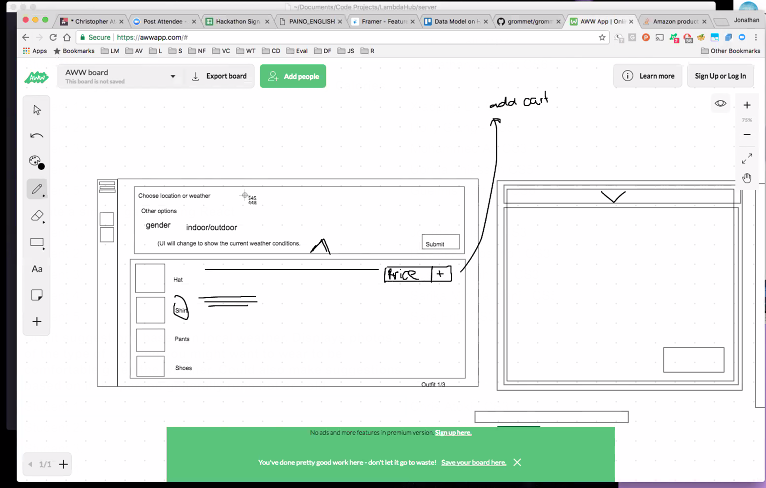 ~/Documents/Code Projects/LambdaHub/server
* Christopher A
Post Attendee -
Hackathon Sign
PAINO_ENGLISH
Framer - Feature
Data Model on
grommet/gromm
AWW App | Onli
Amazon product
Jonathan
Secure https://awwapp.com/#
Apps Bookmarks LM AV L S NF VC WT CD Eval DF JS R Other Bookmarks
AWW board
This board is not saved
Export board
Add people
Learn more
Sign Up or Log In
add cart
75%
Choose location or weather
545
448
Other options
gender indoor/outdoor
(UI will change to show the current weather conditions.
Submit
Price +
Hat
Shirt
Pants
Shoes
Outfit 1/3
Aa
No ads and more features in premium version. Sign up here.
You've done pretty good work here - don't let it go to waste! Save your board here.
1/1